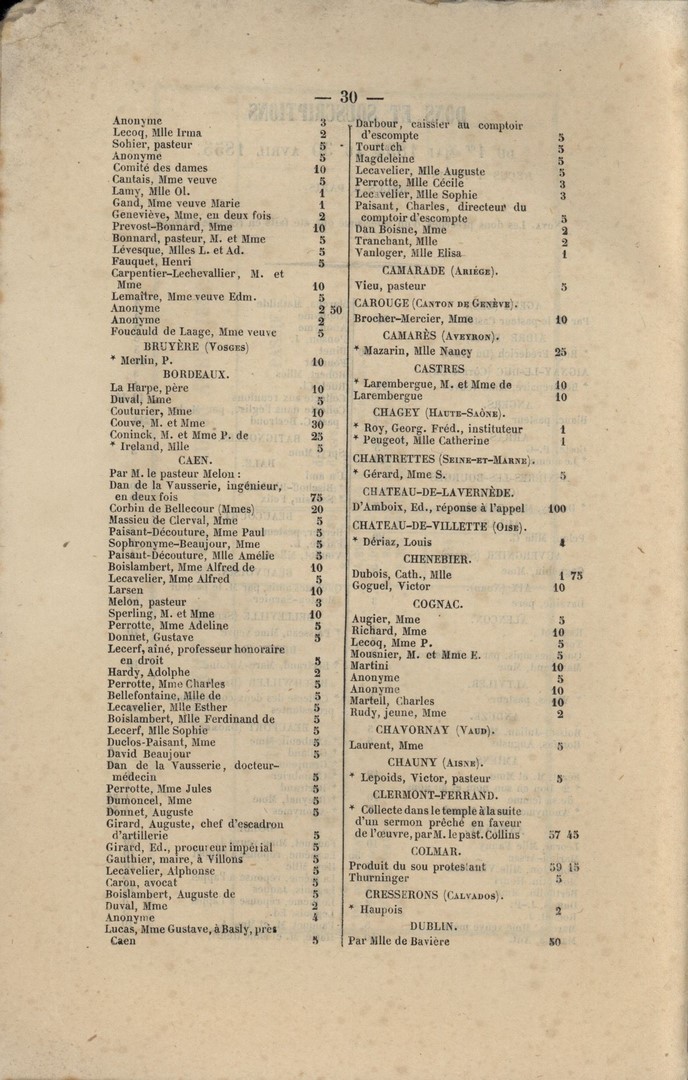 — 30 —
Anonyme 3
Lecoq, Mlle Irma 2
Sohier, pasteur 5
Anonyme 5
Comité des dames 10
Cantais, Mme veuve 5
Lamy, Mlle Ol. 1
Gand, Mme veuve Marie 1
Geneviève, Mme, en deux fois 2
Prevost-Bonnard, Mme 10
Bonnard, pasteur, M. et Mme 5
Lévesque, Mlles L. et Ad. 5
Fauquet, Henri 5
Carpentier-Lechevallier, M. et
Mme 10
Lemaître, Mme veuve Edm. 5
Anonyme 2 50
Anonyme 2
Foucauld de Laage, Mme veuve 5
BRUYÈRE (Vosges)
* Merlin, P. 10
BORDEAUX.
La Harpe, père 10
Duval, Mme 5
Couturier, Mme 10
Couve, M. et Mme 30
Coninck, M. et Mme P. de 25
* Ireland, Mlle 5
CAEN.
Par M. le pasteur Melon :
Dan de la Vausserie, ingénieur,
en deux fois 75
Corbin de Bellecour (Mmes) 20
Massieu de Clerval, Mme 5
Paisant-Découture, Mme Paul 5
Sophronyme-Beaujour, Mme 5
Paisant-Découture, Mlle Amélie 5
Boislambert, Mme Alfred de 10
Lecavelier, Mme Alfred 5
Larsen 10
Melon, pasteur 3
Sperling, M. et Mme 10
Perrotte, Mme Adeline 5
Donnet, Gustave 5
Lecerf, aîné, professeur honoraire
en droit 5
Hardy, Adolphe 2
Perrotte, Mme Charles 5
Bellefontaine, Mlle de 5
Lecavelier, Mlle Esther 5
Boislambert, Mlle Ferdinand de 5
Lecerf, Mlle Sophie 5
Duclos-Paisant, Mme 5
David Beaujour 5
Dan de la Vausserie, docteur-
médecin 5
Perrotte, Mme Jules 5
Dumoncel, Mme 5
Donnet, Auguste 5
Girard, Auguste, chef d'escadron
d'artillerie 5
Girard, Ed., procureur impérial 5
Gauthier, maire, à Villons 5
Lecavelier, Alphonse 5
Caron, avocat 5
Boislambert, Auguste de 5
Duval, Mme 2
Anonyme 4
Lucas, Mme Gustave, à Basly, près
Caen 5
Darbour, caissier au comptoir
d'escompte 5
Tourt ch 5
Magdeleine 5
Lecavelier, Mlle Auguste 5
Perrotte, Mlle Cécile 3
Lecavelier, Mlle Sophie 3
Paisant, Charles, directeur du
comptoir d'escompte 5
Dan Boisne, Mme 2
Tranchant, Mlle 2
Vanloger, Mlle Elisa 1
CAMARADE (Ariège).
Vieu, pasteur 5
CAROUGE (Canton de Genève).
Brocher-Mercier, Mme 10
CAMARÈS (Aveyron).
* Mazarin, Mlle Nancy 25
CASTRES
* Larembergue, M. et Mme de 10
Larembergue 10
CHAGEY (Haute-Saône).
* Roy, Georg. Fréd., instituteur 1
* Peugeot, Mlle Catherine 1
CHARTRETTES (Seine-et-Marne).
* Gérard, Mme S. 5
CHATEAU-DE-LAVERNÈDE.
D'Amboix, Ed., réponse à l'appel 100
CHATEAU-DE-VILLETTE (Oise).
* Dériaz, Louis
CHENEBIER.
Dubois, Cath., Mlle 1 75
Goguel, Victor 10
COGNAC.
Augier, Mme 5
Richard, Mme 10
Lecoq, Mme P. 5
Mousnier, M. et Mme E. 5
Martini 10
Anonyme 5
Anonyme 10
Martell, Charles 10
Rudy, jeune, Mme 2
CHAVORNAY (Vaud).
Laurent, Mme 5
CHAUNY (Aisne).
* Lepoids, Victor, pasteur 5
CLERMONT-FERRAND.
* Collecte dans le temple à la suite
d'un sermon prêché en faveur
de l'œuvre, par M. le past. Collins 57 45
COLMAR.
Produit du sou protestant 59 15
Thurninger 5
CRESSERONS (Calvados).
* Haupois 2
DUBLIN.
Par Mlle de Bavière 50